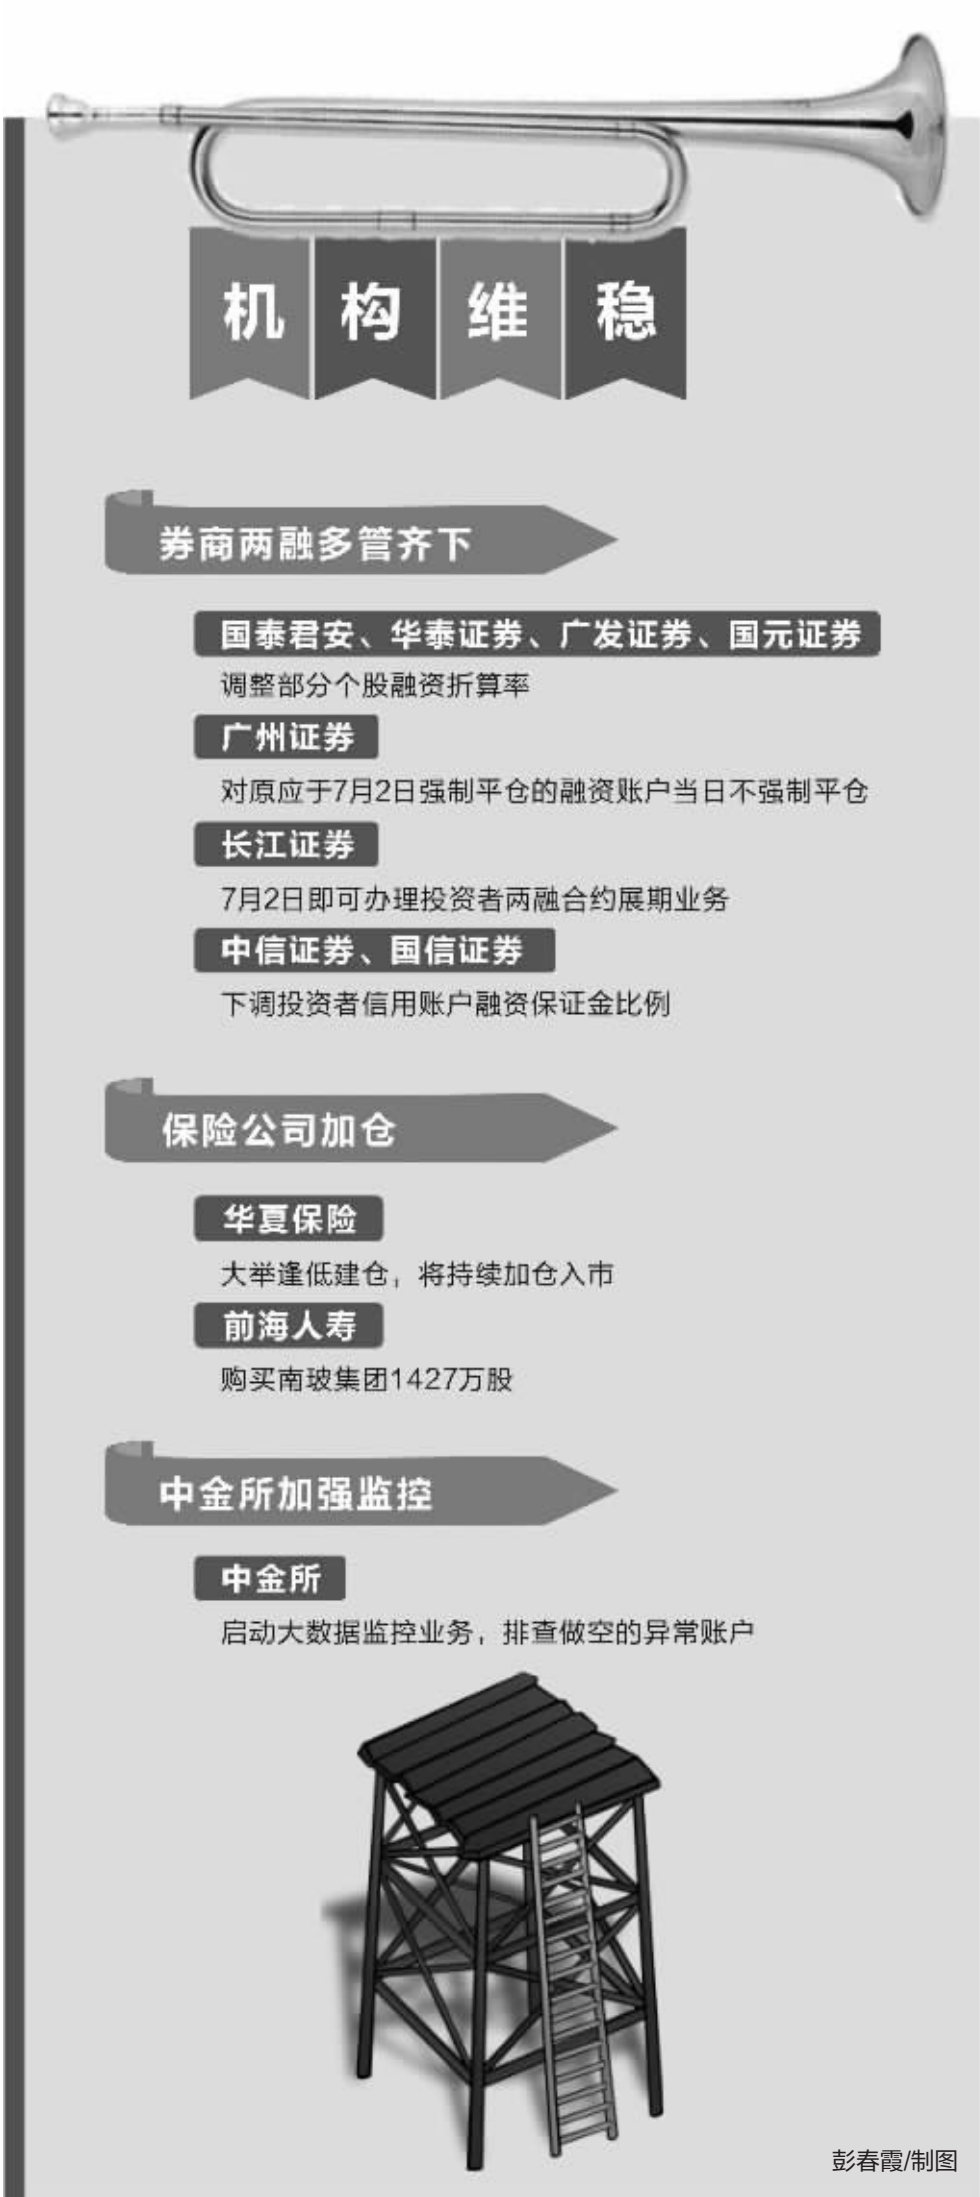 机构维稳
券商两融多管齐下
国泰君安、华泰证券、广发证券、国元证券
调整部分个股融资折算率
广州证券
对原应于7月2日强制平仓的融资账户当日不强制平仓
长江证券
7月2日即可办理投资者两融合约展期业务
中信证券、国信证券
下调投资者信用账户融资保证金比例
保险公司加仓
华夏保险
大举逢低建仓，将持续加仓入市
前海人寿
购买南玻集团1427万股
中金所加强监控
中金所
启动大数据监控业务，排查做空的异常账户
彭春霞/制图